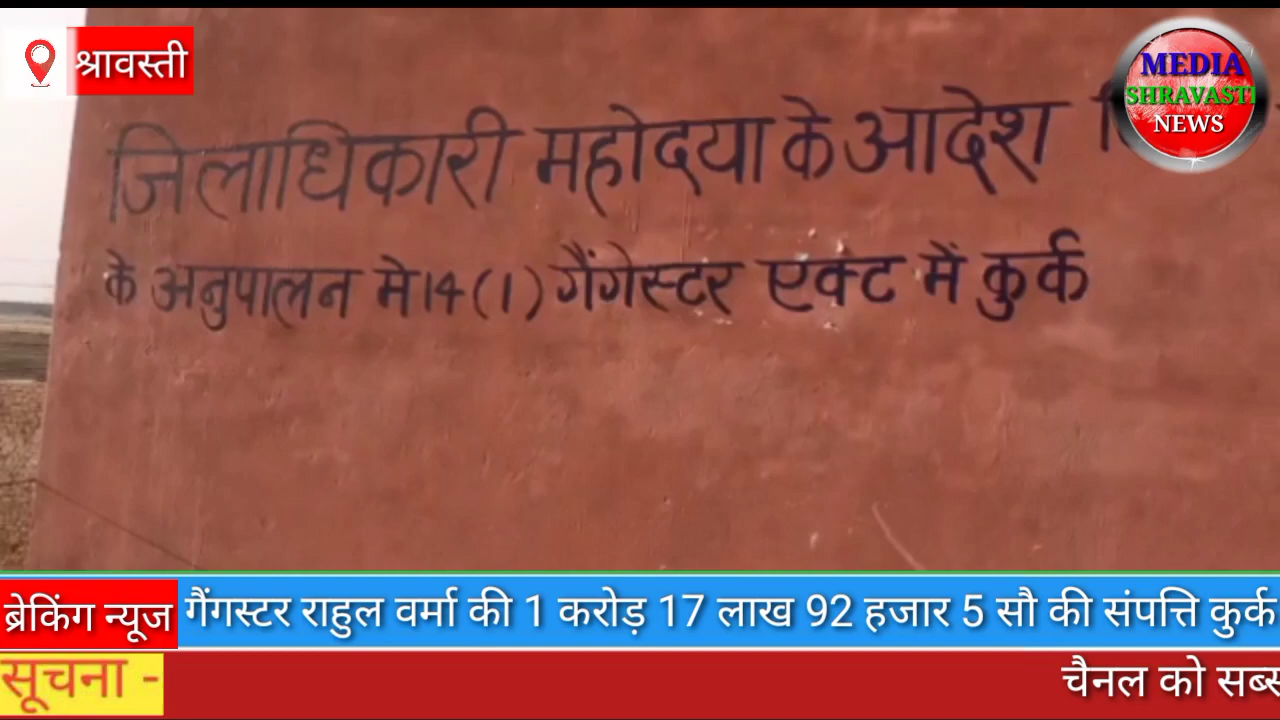 श्रावस्ती
MEDIA
SHRAVASTI
NEWS
जिलाधिकारी महोदया के आदेश
के अनुपालन मे 14(1) गैंगेस्टर एक्ट में कुर्क
ब्रेकिंग न्यूज
गैंगस्टर राहुल वर्मा की 1 करोड़ 17 लाख 92 हजार 5 सौ की संपत्ति कुर्क
सूचना -
चैनल को सब्स